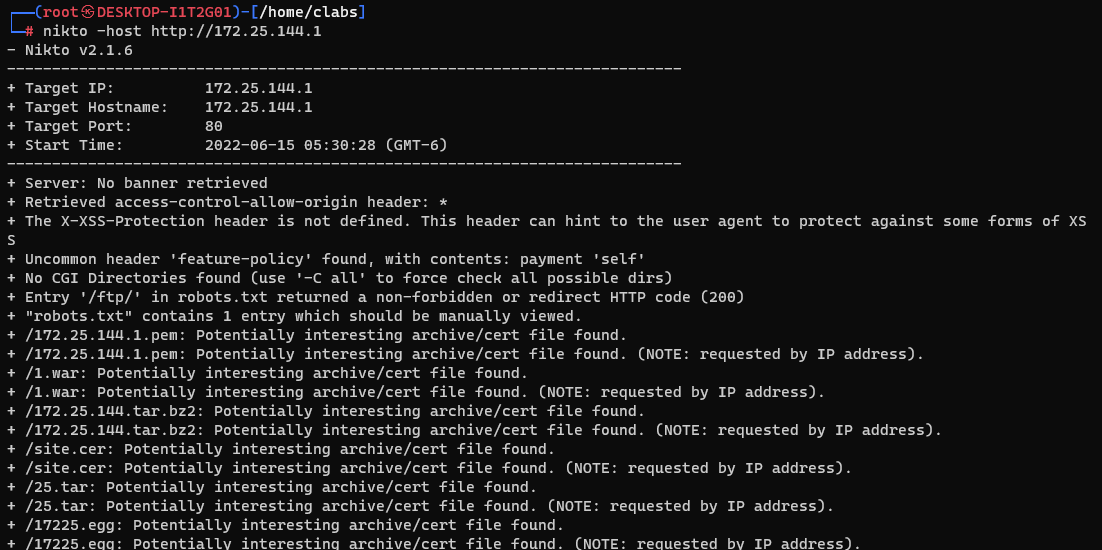 ┌──(root㉿DESKTOP-I1T2G01)-[/home/clabs]
└─# nikto -host http://172.25.144.1
- Nikto v2.1.6
---------------------------------------------------------------------------
+ Target IP:          172.25.144.1
+ Target Hostname:    172.25.144.1
+ Target Port:        80
+ Start Time:         2022-06-15 05:30:28 (GMT-6)
---------------------------------------------------------------------------
+ Server: No banner retrieved
+ Retrieved access-control-allow-origin header: *
+ The X-XSS-Protection header is not defined. This header can hint to the user agent to protect against some forms of XS
S
+ Uncommon header 'feature-policy' found, with contents: payment 'self'
+ No CGI Directories found (use '-C all' to force check all possible dirs)
+ Entry '/ftp/' in robots.txt returned a non-forbidden or redirect HTTP code (200)
+ "robots.txt" contains 1 entry which should be manually viewed.
+ /172.25.144.1.pem: Potentially interesting archive/cert file found.
+ /172.25.144.1.pem: Potentially interesting archive/cert file found. (NOTE: requested by IP address).
+ /1.war: Potentially interesting archive/cert file found.
+ /1.war: Potentially interesting archive/cert file found. (NOTE: requested by IP address).
+ /172.25.144.tar.bz2: Potentially interesting archive/cert file found.
+ /172.25.144.tar.bz2: Potentially interesting archive/cert file found. (NOTE: requested by IP address).
+ /site.cer: Potentially interesting archive/cert file found.
+ /site.cer: Potentially interesting archive/cert file found. (NOTE: requested by IP address).
+ /25.tar: Potentially interesting archive/cert file found.
+ /25.tar: Potentially interesting archive/cert file found. (NOTE: requested by IP address).
+ /17225.egg: Potentially interesting archive/cert file found.
+ /17225.egg: Potentially interesting archive/cert file found. (NOTE: requested by IP address).